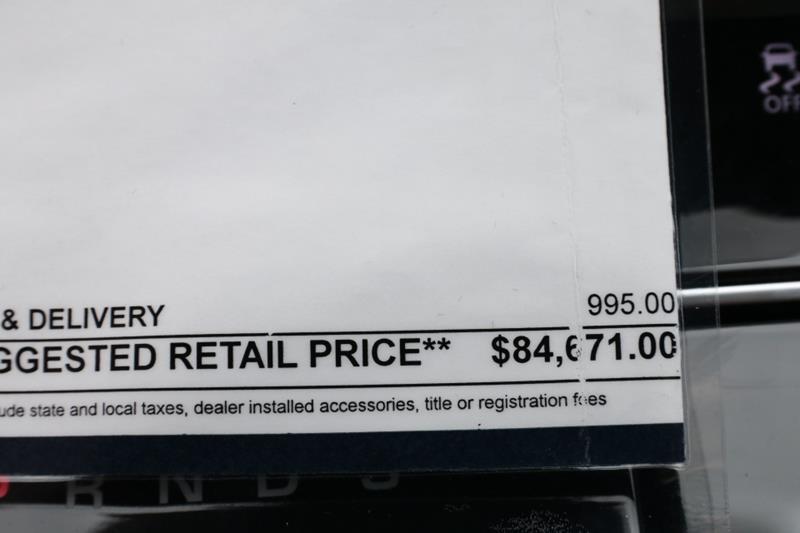 OFF
& DELIVERY 995.00
GGESTED RETAIL PRICE** $84,671.00
ude state and local taxes, dealer installed accessories, title or registration fees
R N D S